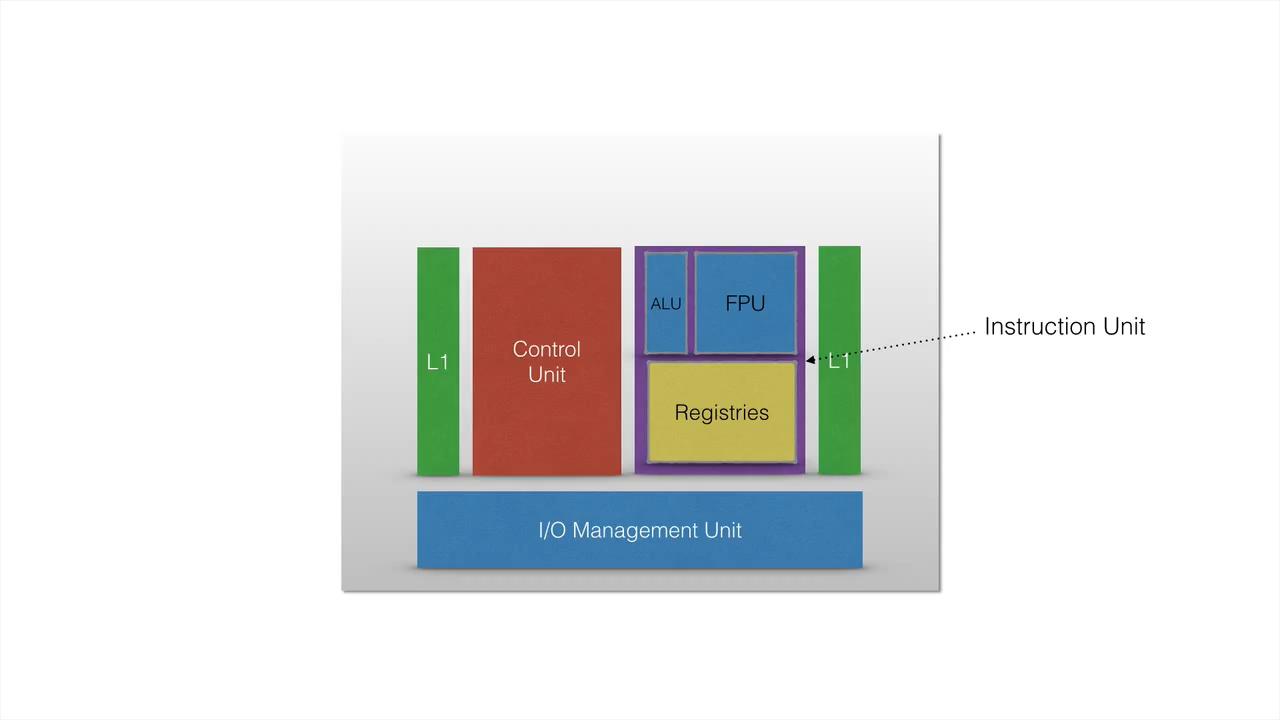 ALU
FPU
Instruction Unit
L1
Control
Unit
L1
Registries
I/O Management Unit